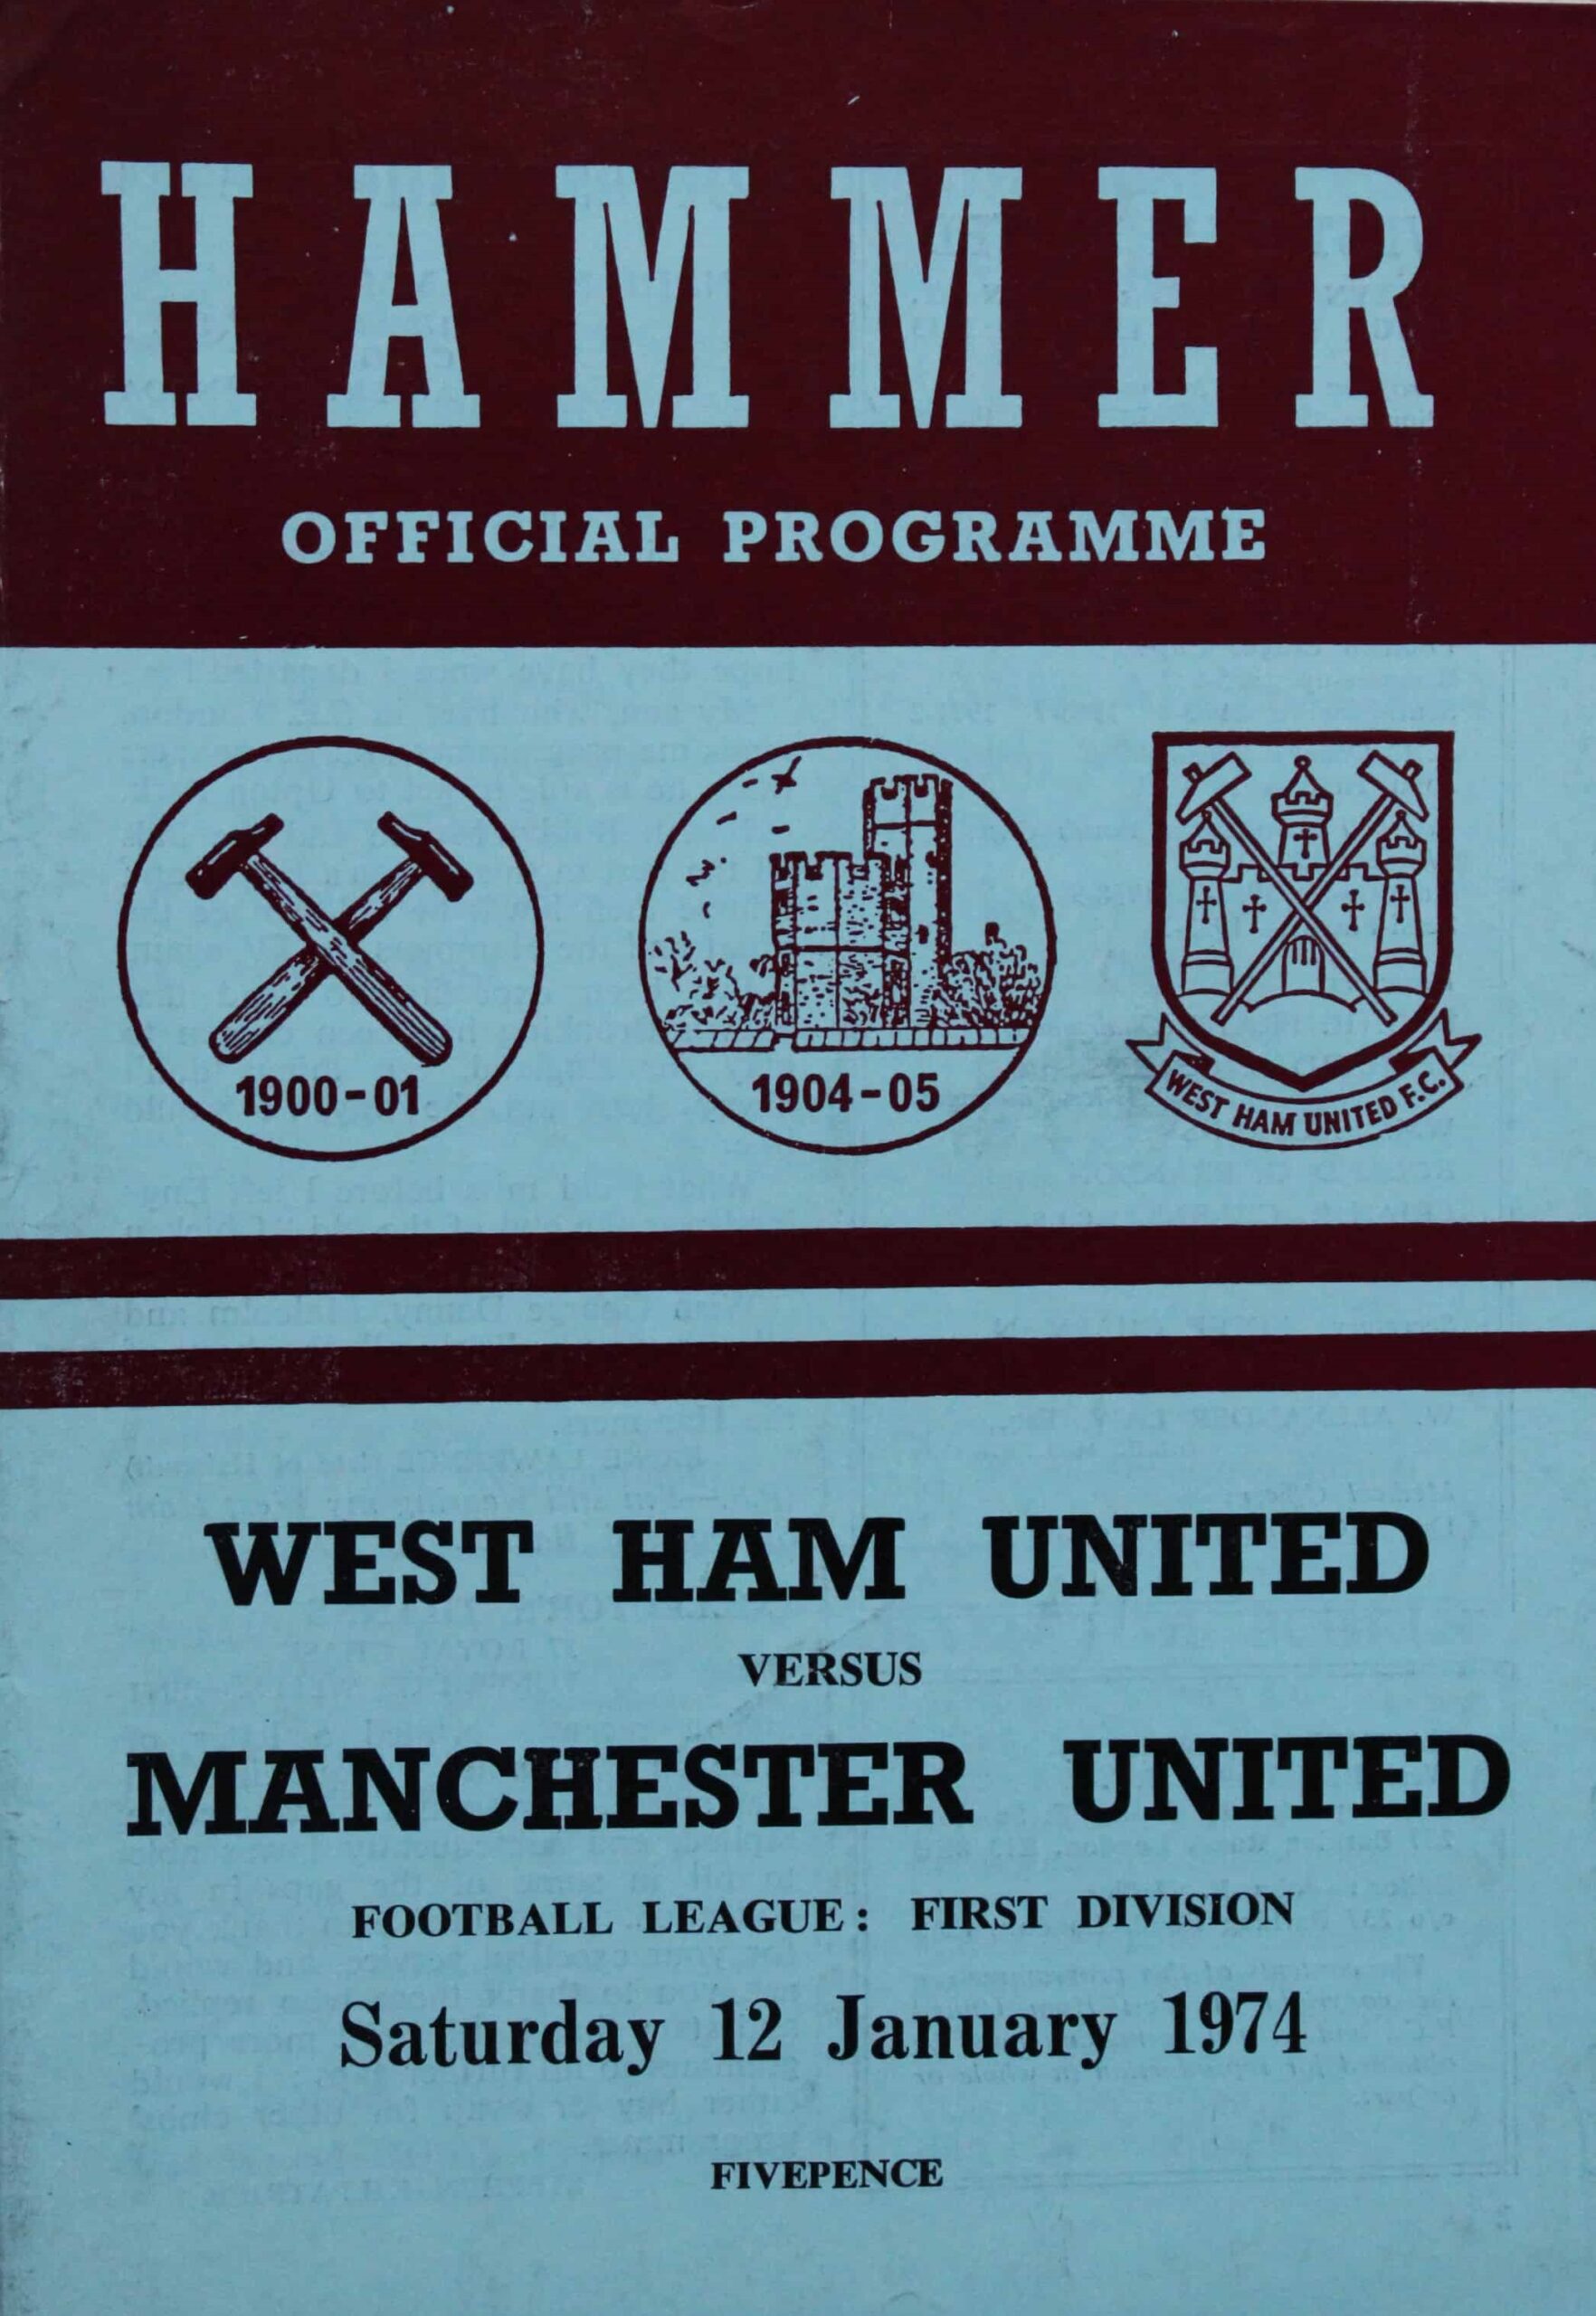 HAMMER
OFFICIAL PROGRAMME
1900-01
1904-05
WEST HAM UNITED F.C.
WEST HAM UNITED
VERSUS
MANCHESTER UNITED
FOOTBALL LEAGUE: FIRST DIVISION
Saturday 12 January 1974
FIVEPENCE